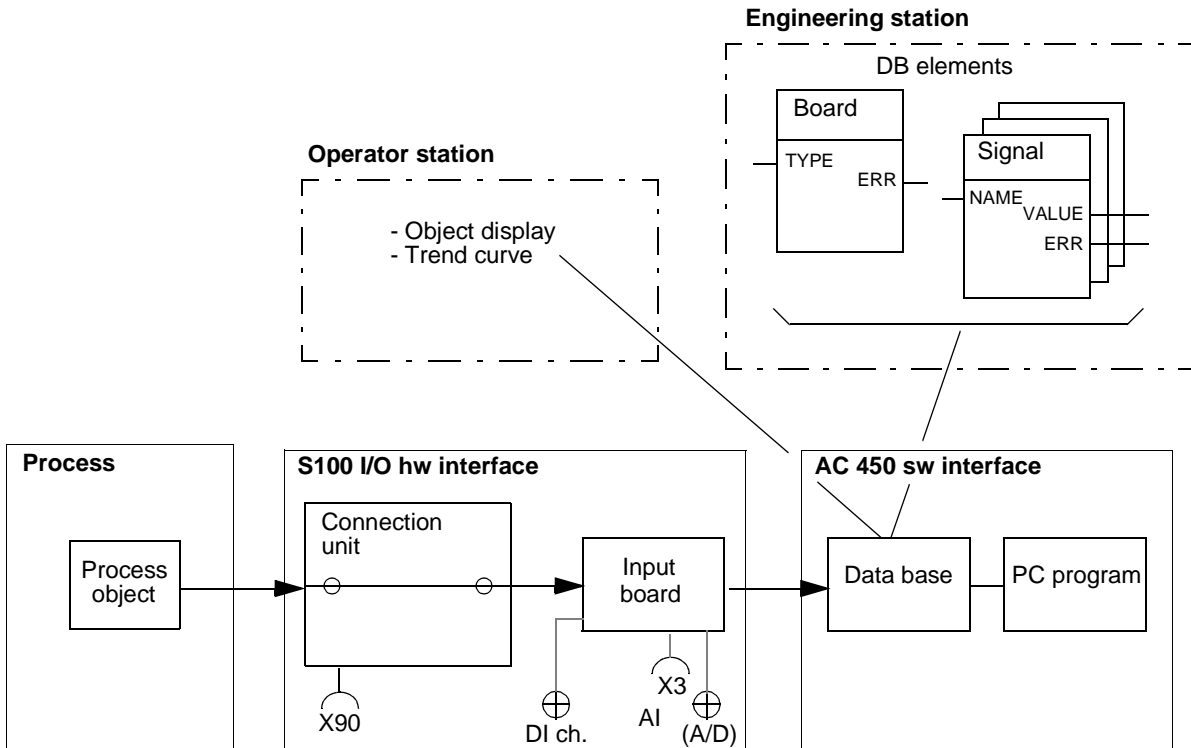 Engineering station
DB elements
Board
TYPE
ERR
Signal
NAME
VALUE
ERR
Operator station
- Object display
- Trend curve
Process
Process
object
S100 I/O hw interface
Connection
unit
X90
Input
board
DI ch.
X3
AI
(A/D)
AC 450 sw interface
Data base
PC program